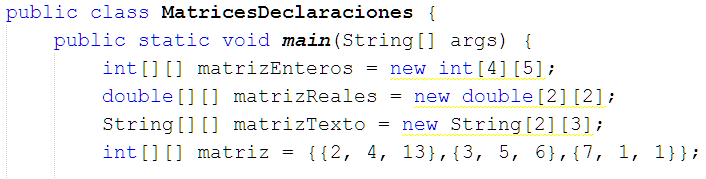 public class MatricesDeclaraciones {
    public static void main(String[] args) {
        int[][] matrizEnteros = new int[4][5];
        double[][] matrizReales = new double[2][2];
        String[][] matrizTexto = new String[2][3];
        int[][] matriz = {{2, 4, 13},{3, 5, 6},{7, 1, 1}};